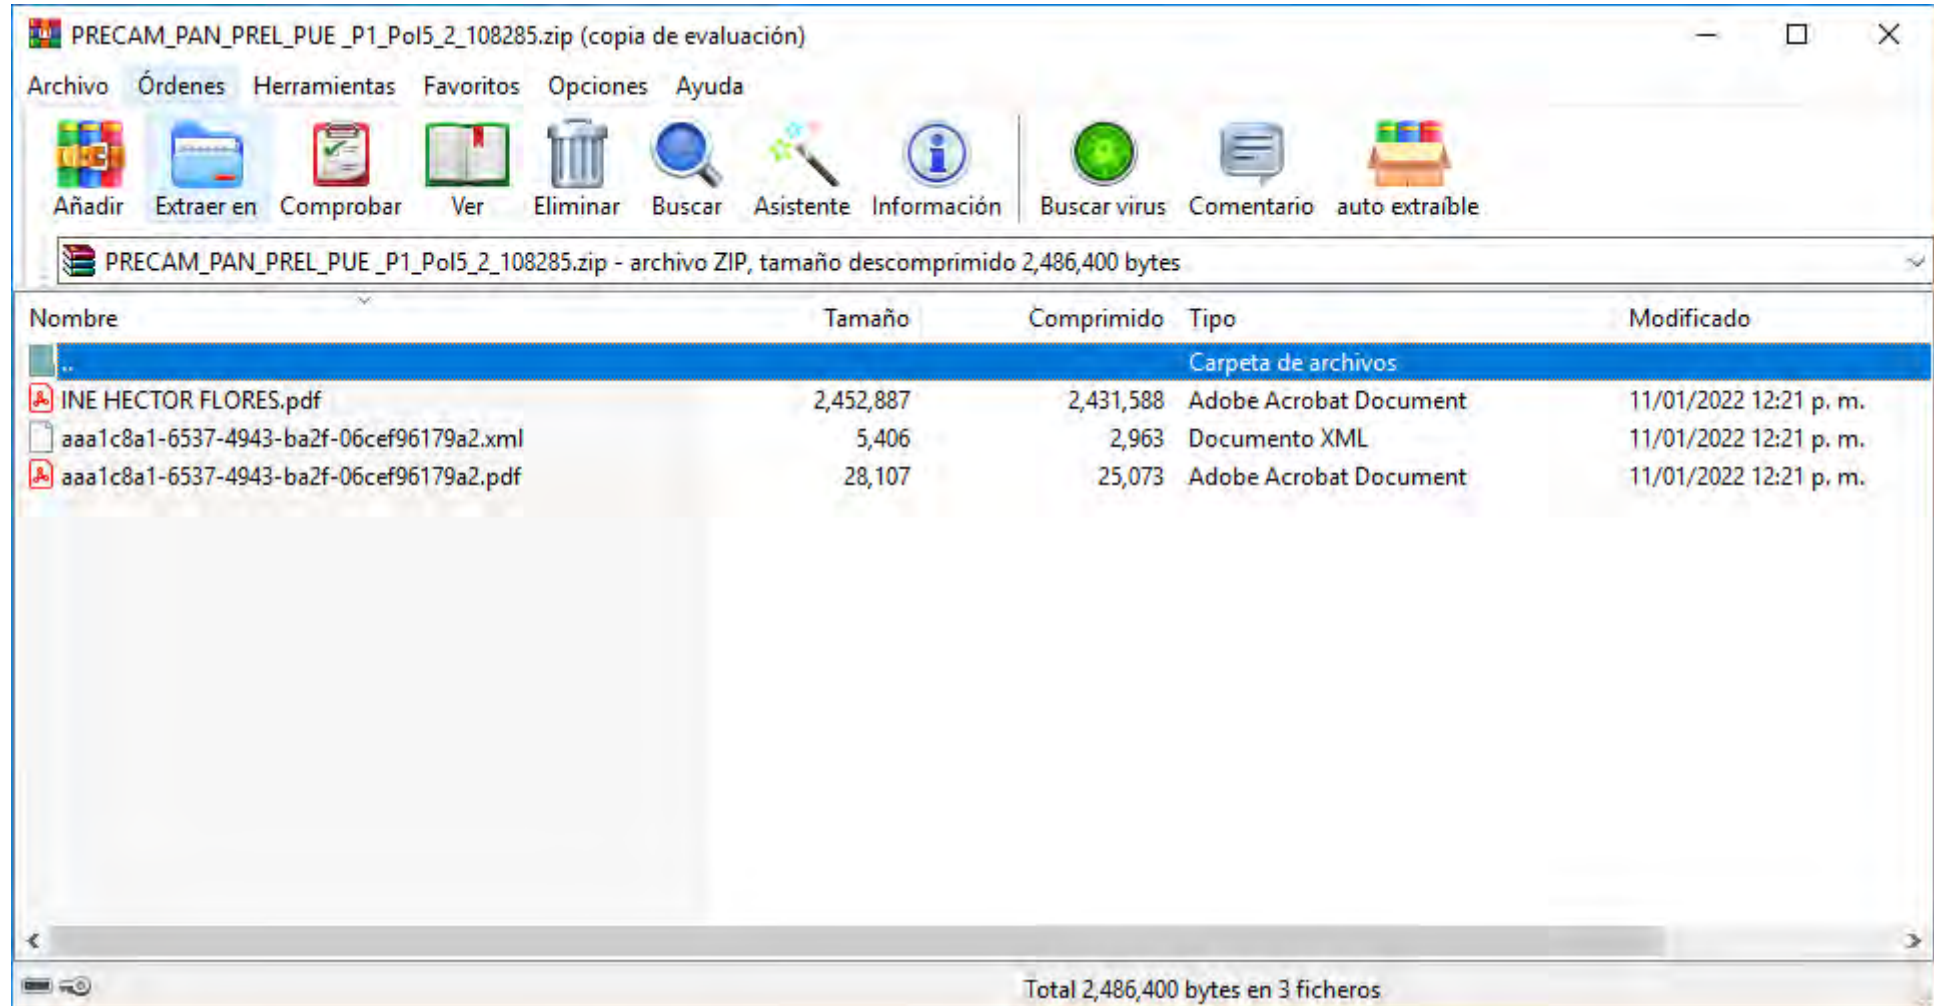 PRECAM_PAN_PREL_PUE _P1_Pol5_2_108285.zip (copia de evaluación)
Archivo Órdenes Herramientas Favoritos Opciones Ayuda
Añadir Extraer en Comprobar Ver Eliminar Buscar Asistente Información Buscar virus Comentario auto extraíble
PRECAM_PAN_PREL_PUE _P1_Pol5_2_108285.zip - archivo ZIP, tamaño descomprimido 2,486,400 bytes
Nombre Tamaño Comprimido Tipo Modificado
.. Carpeta de archivos
INE HECTOR FLORES.pdf 2,452,887 2,431,588 Adobe Acrobat Document 11/01/2022 12:21 p. m.
aaa1c8a1-6537-4943-ba2f-06cef96179a2.xml 5,406 2,963 Documento XML 11/01/2022 12:21 p. m.
aaa1c8a1-6537-4943-ba2f-06cef96179a2.pdf 28,107 25,073 Adobe Acrobat Document 11/01/2022 12:21 p. m.
Total 2,486,400 bytes en 3 ficheros